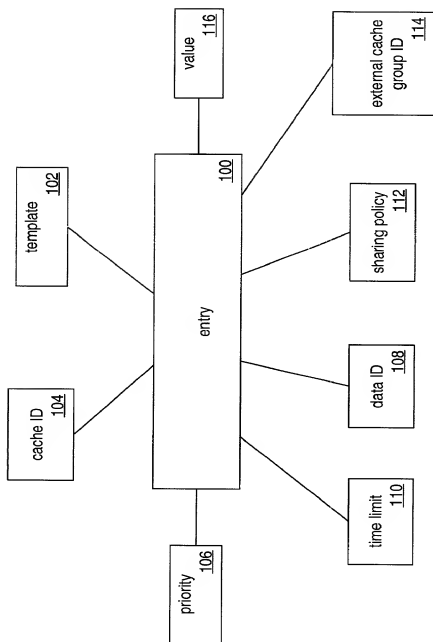 cache ID
104
template
102
priority
106
entry
100
value
116
time limit
110
data ID
108
sharing policy
112
external cache
group ID
114